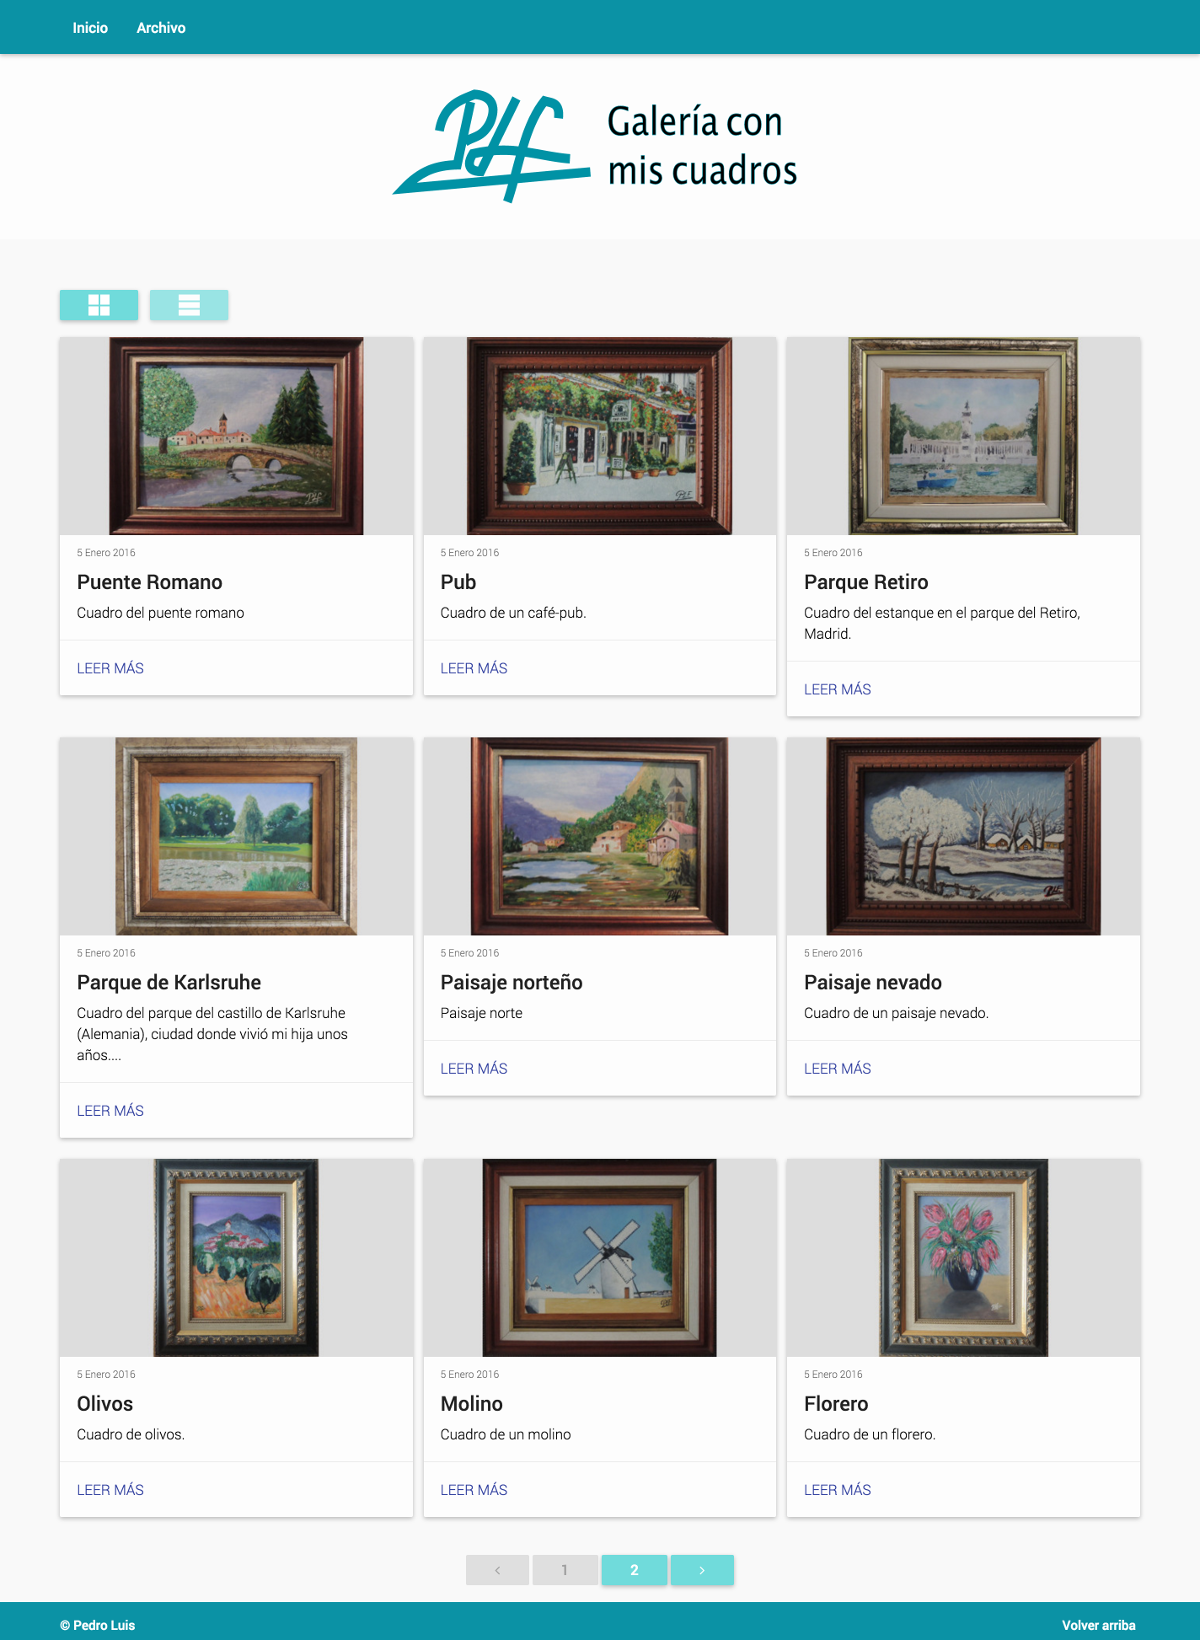 Inicio
Archivo
PLF
Galería con
mis cuadros
5 Enero 2016
Puente Romano
Cuadro del puente romano
LEER MÁS
5 Enero 2016
Pub
Cuadro de un café-pub.
LEER MÁS
5 Enero 2016
Parque Retiro
Cuadro del estanque en el parque del Retiro,
Madrid.
LEER MÁS
5 Enero 2016
Parque de Karlsruhe
Cuadro del parque del castillo de Karlsruhe
(Alemania), ciudad donde vivió mi hija unos
años....
LEER MÁS
5 Enero 2016
Paisaje norteño
Paisaje norte
LEER MÁS
5 Enero 2016
Paisaje nevado
Cuadro de un paisaje nevado.
LEER MÁS
5 Enero 2016
Olivos
Cuadro de olivos.
LEER MÁS
5 Enero 2016
Molino
Cuadro de un molino
LEER MÁS
5 Enero 2016
Florero
Cuadro de un florero.
LEER MÁS
‹ 1 2 ›
© Pedro Luis
Volver arriba